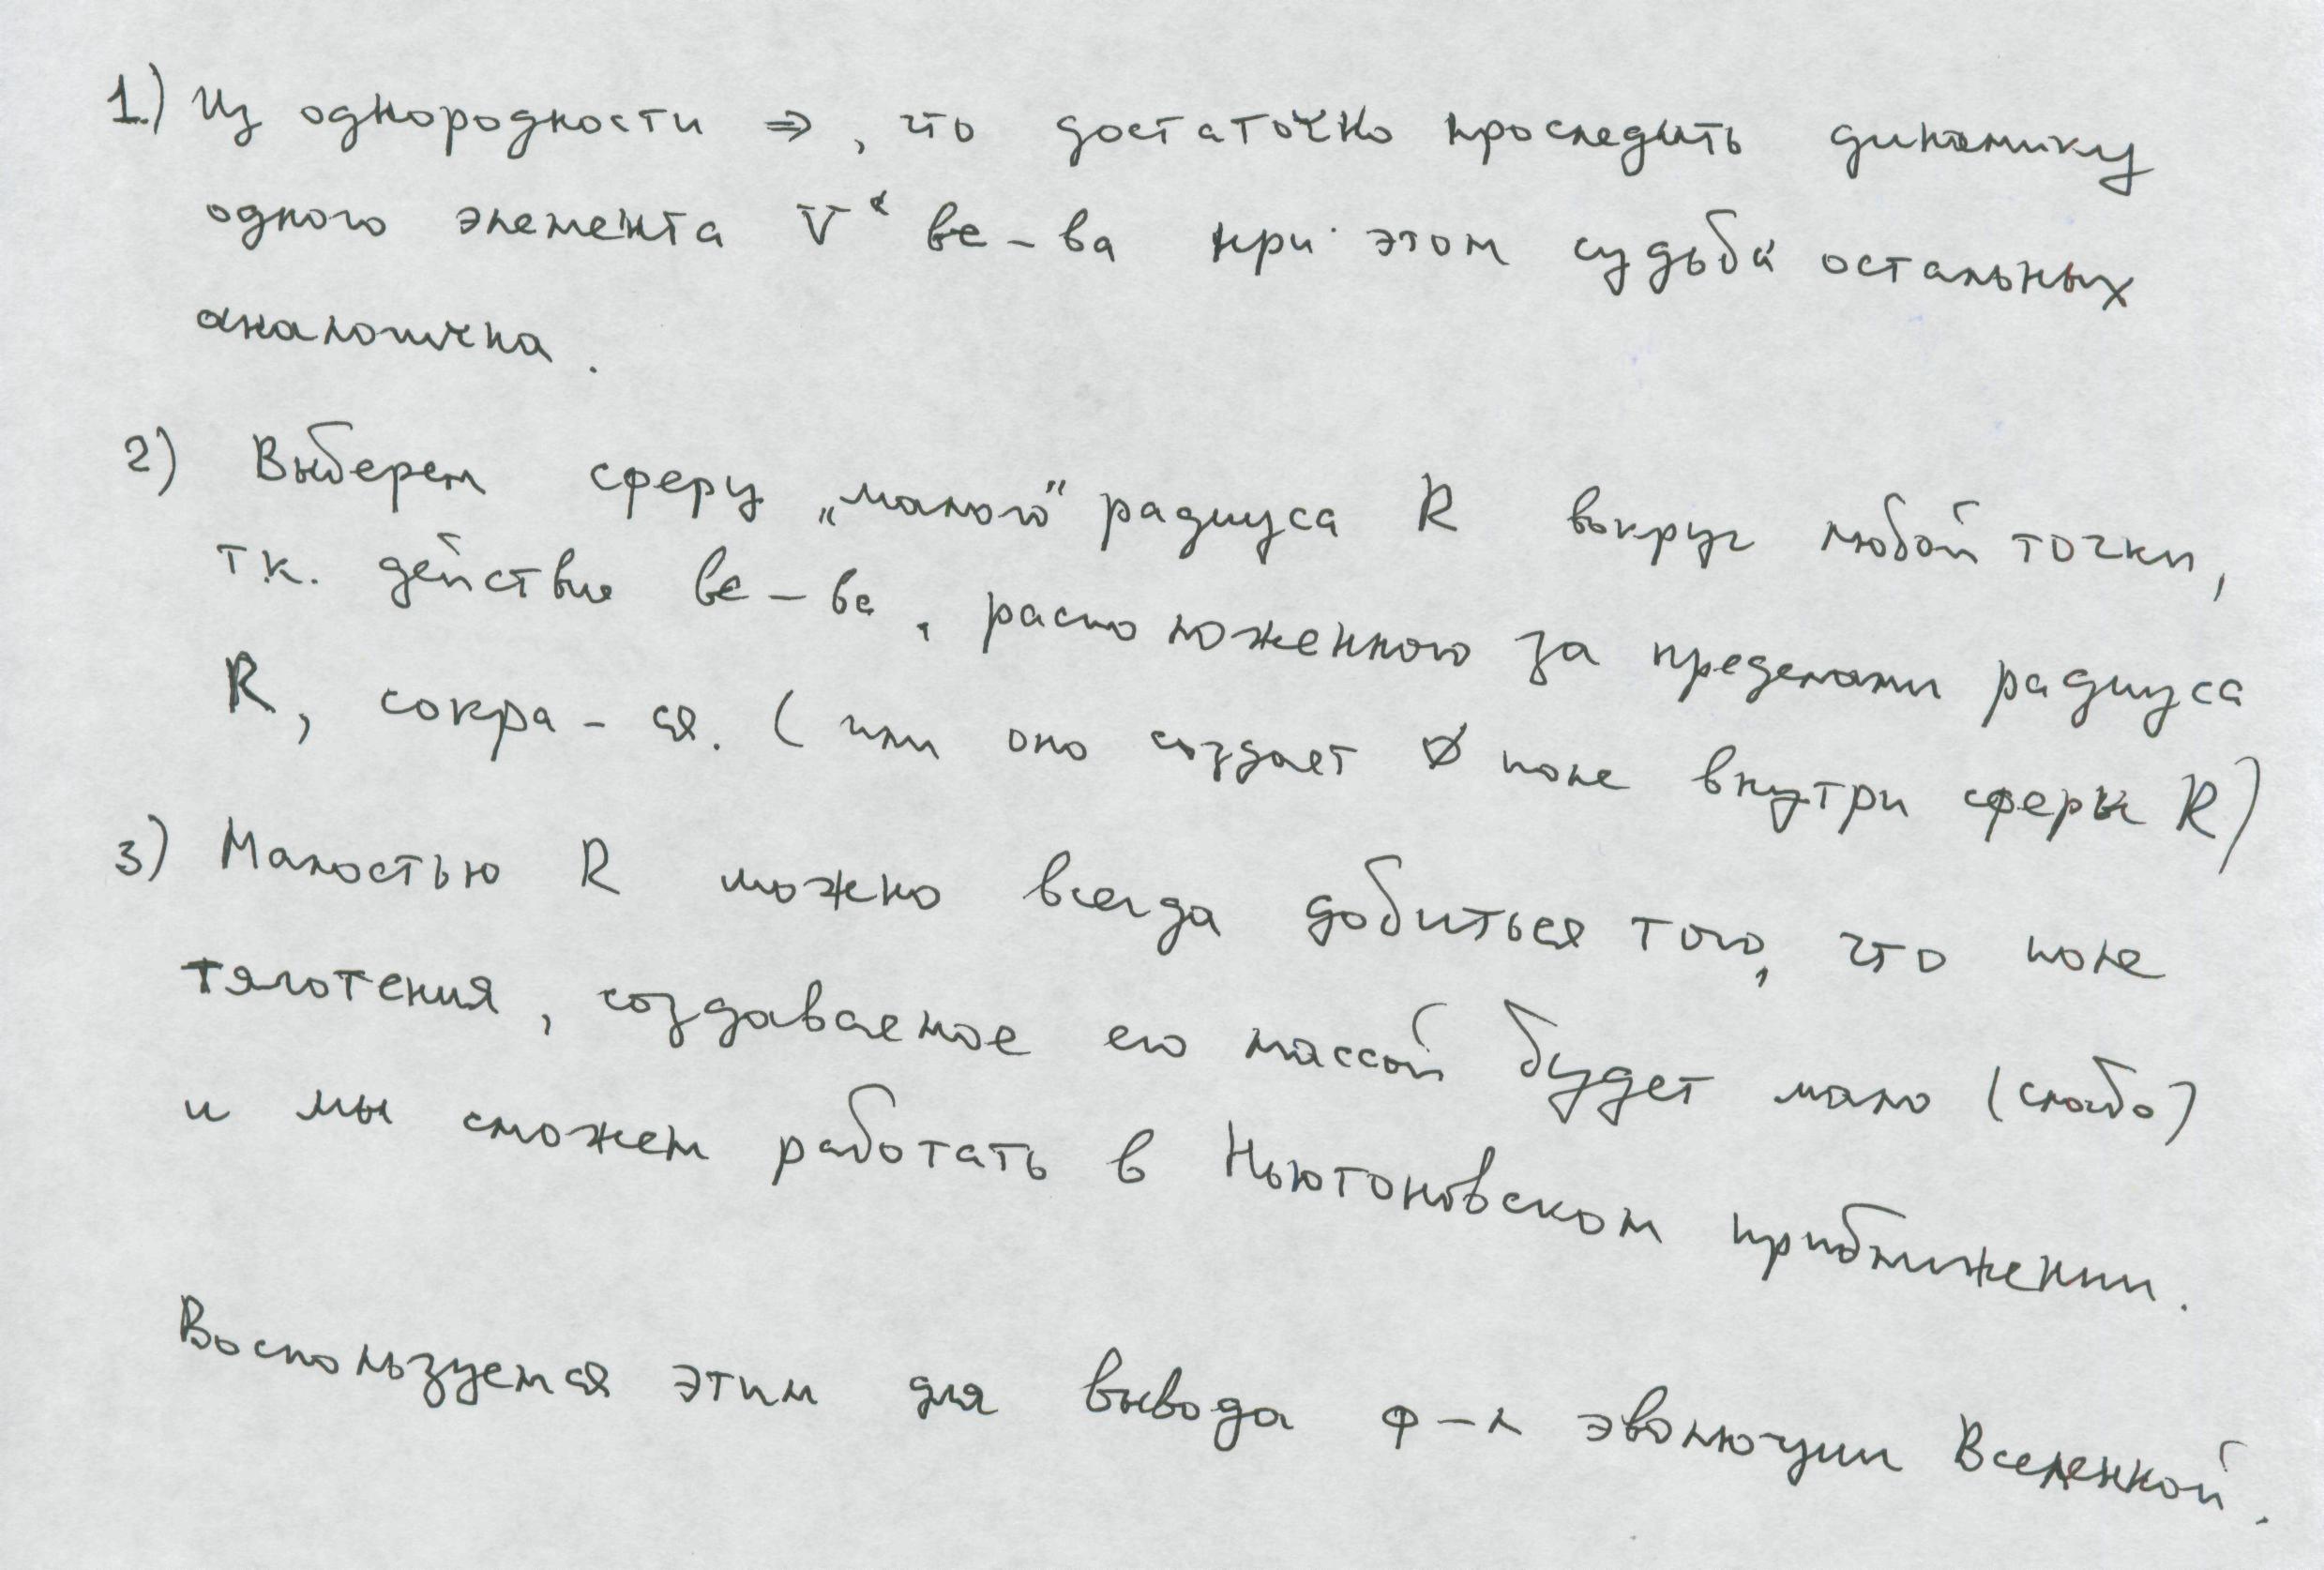 1) Из однородности ⇒, что достаточно проследить динамику
одного элемента V ве-ва при этом судьба остальных
аналогична.
2) Выберем сферу „малого" радиуса R вокруг любой точки,
т.к. действие ве-ва, расположенного за пределами радиуса
R, сокра-ся. (или оно создает ∅ поле внутри сферы R)
3) Малостью R можно всегда добиться того, что поле
тяготения, создаваемое его массой будет мало (слабо)
и мы сможем работать в Ньютоновском приближении.
Воспользуемся этим для вывода ф-л эволюции Вселенной.